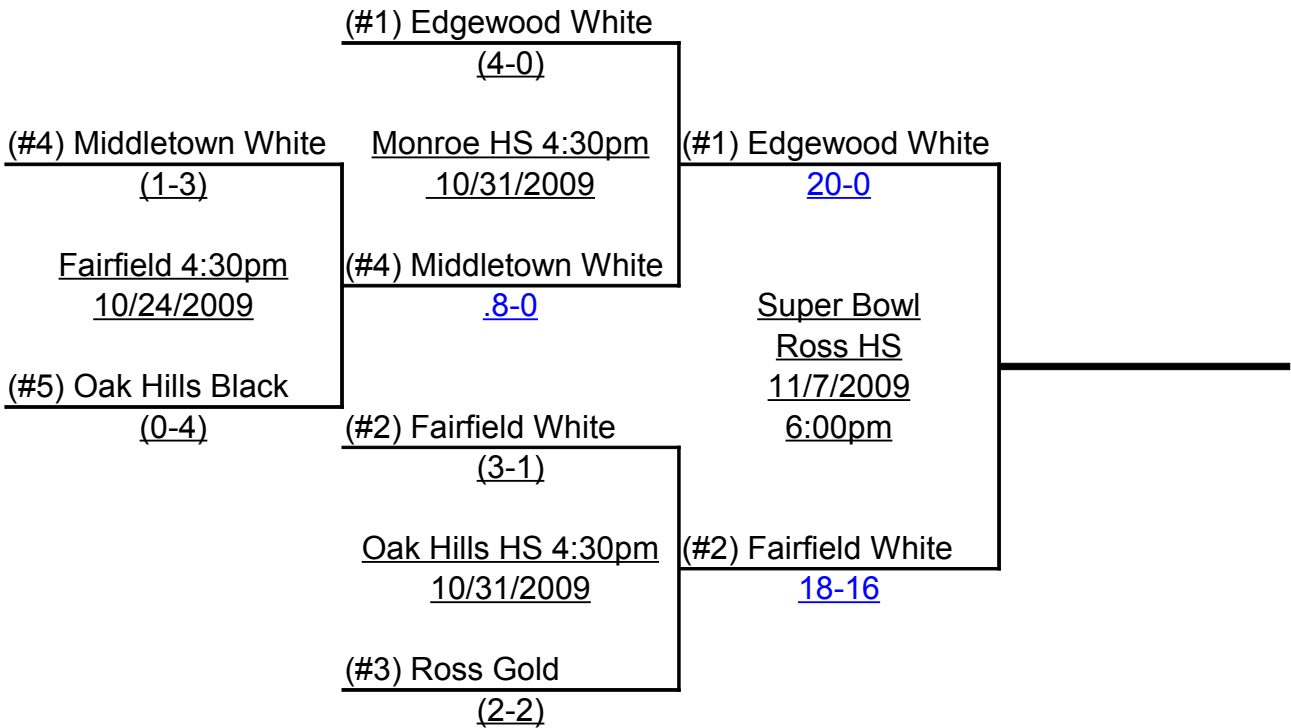 (#1) Edgewood White
(4-0)
(#4) Middletown White
(1-3)
Monroe HS 4:30pm
10/31/2009
(#1) Edgewood White
20-0
Fairfield 4:30pm
10/24/2009
(#4) Middletown White
.8-0
Super Bowl
Ross HS
11/7/2009
6:00pm
(#5) Oak Hills Black
(0-4)
(#2) Fairfield White
(3-1)
Oak Hills HS 4:30pm
10/31/2009
(#2) Fairfield White
18-16
(#3) Ross Gold
(2-2)